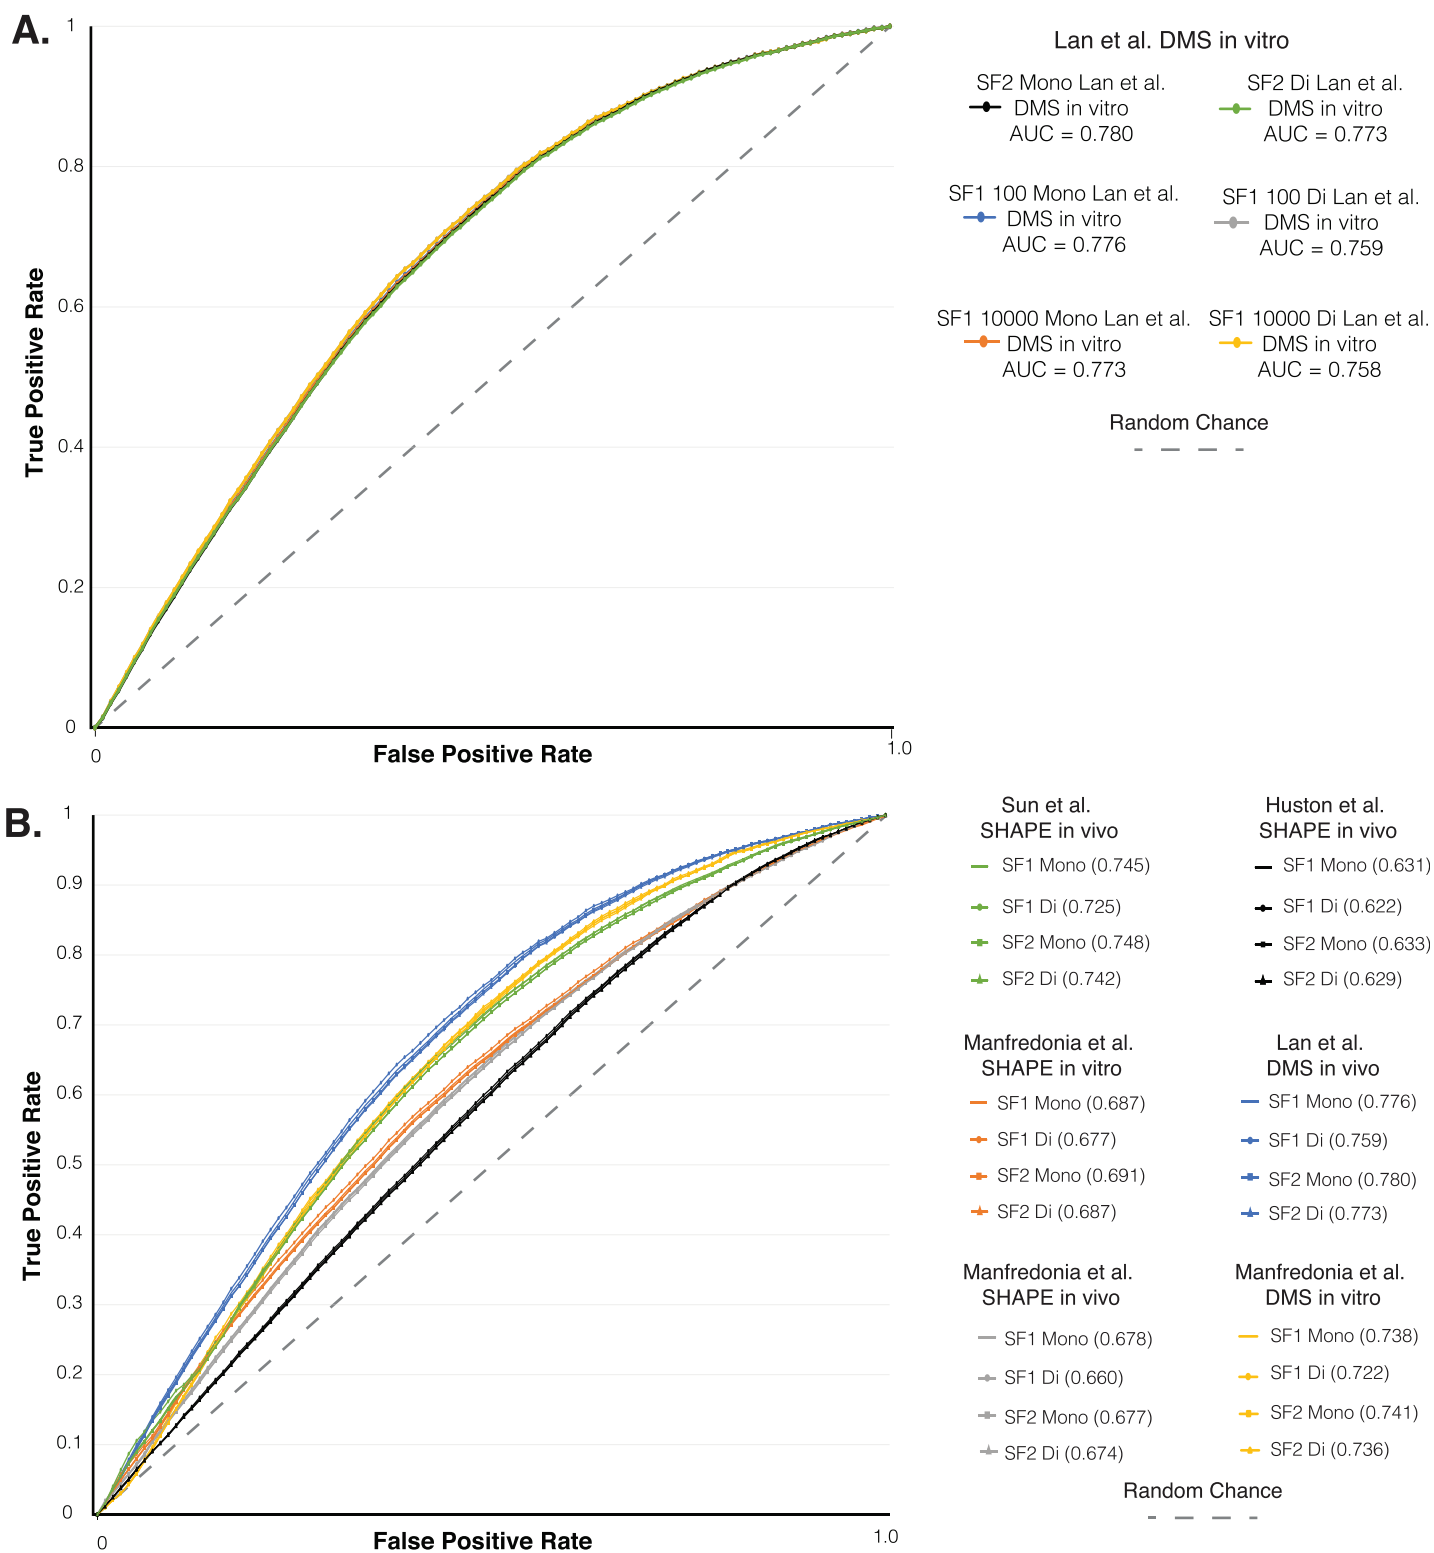 A.
1
0.8
0.6
0.4
0.2
0
True Positive Rate
0
False Positive Rate
1.0
Lan et al. DMS in vitro
SF2 Mono Lan et al.
DMS in vitro
AUC = 0.780
SF2 Di Lan et al.
DMS in vitro
AUC = 0.773
SF1 100 Mono Lan et al.
DMS in vitro
AUC = 0.776
SF1 100 Di Lan et al.
DMS in vitro
AUC = 0.759
SF1 10000 Mono Lan et al.
DMS in vitro
AUC = 0.773
SF1 10000 Di Lan et al.
DMS in vitro
AUC = 0.758
Random Chance
B.
1
0.9
0.8
0.7
0.6
0.5
0.4
0.3
0.2
0.1
0
True Positive Rate
0
False Positive Rate
1.0
Sun et al.
SHAPE in vivo
SF1 Mono (0.745)
SF1 Di (0.725)
SF2 Mono (0.748)
SF2 Di (0.742)
Huston et al.
SHAPE in vivo
SF1 Mono (0.631)
SF1 Di (0.622)
SF2 Mono (0.633)
SF2 Di (0.629)
Manfredonia et al.
SHAPE in vitro
SF1 Mono (0.687)
SF1 Di (0.677)
SF2 Mono (0.691)
SF2 Di (0.687)
Lan et al.
DMS in vivo
SF1 Mono (0.776)
SF1 Di (0.759)
SF2 Mono (0.780)
SF2 Di (0.773)
Manfredonia et al.
SHAPE in vivo
SF1 Mono (0.678)
SF1 Di (0.660)
SF2 Mono (0.677)
SF2 Di (0.674)
Manfredonia et al.
DMS in vitro
SF1 Mono (0.738)
SF1 Di (0.722)
SF2 Mono (0.741)
SF2 Di (0.736)
Random Chance